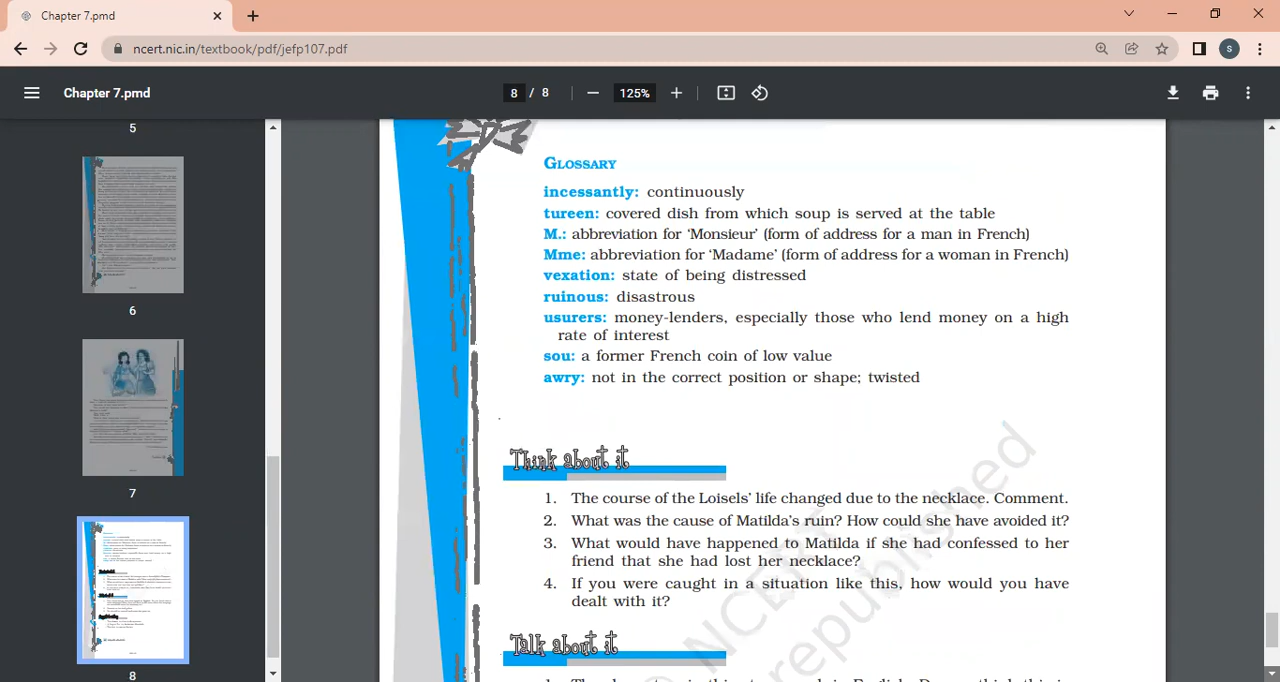 Chapter 7.pmd
ncert.nic.in/textbook/pdf/jefp107.pdf
S
Chapter 7.pmd
8 / 8
125%
5
6
7
8
GLOSSARY
incessantly: continuously
tureen: covered dish from which soup is served at the table
M.: abbreviation for ‘Monsieur’ (form of address for a man in French)
Mme: abbreviation for ‘Madame’ (form of address for a woman in French)
vexation: state of being distressed
ruinous: disastrous
usurers: money-lenders, especially those who lend money on a high
rate of interest
sou: a former French coin of low value
awry: not in the correct position or shape; twisted
Think about it
1. The course of the Loisels’ life changed due to the necklace. Comment.
2. What was the cause of Matilda’s ruin? How could she have avoided it?
3. What would have happened to Matilda if she had confessed to her
friend that she had lost her necklace?
4. If you were caught in a situation like this, how would you have
dealt with it?
Talk about it
NCERT
republished